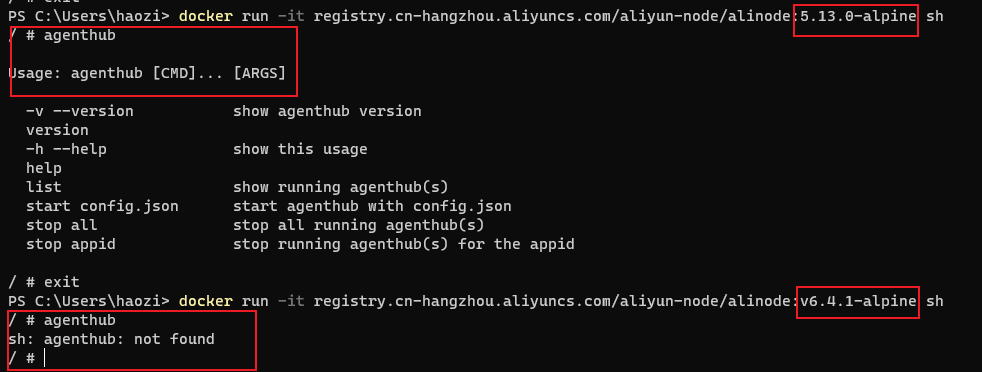 / # exit
PS C:\Users\haozi> docker run -it registry.cn-hangzhou.aliyuncs.com/aliyun-node/alinode:5.13.0-alpine sh
/ # agenthub
Usage: agenthub [CMD]... [ARGS]
-v --version show agenthub version
version
-h --help show this usage
help
list show running agenthub(s)
start config.json start agenthub with config.json
stop all stop all running agenthub(s)
stop appid stop running agenthub(s) for the appid
/ # exit
PS C:\Users\haozi> docker run -it registry.cn-hangzhou.aliyuncs.com/aliyun-node/alinode:v6.4.1-alpine sh
/ # agenthub
sh: agenthub: not found
/ #